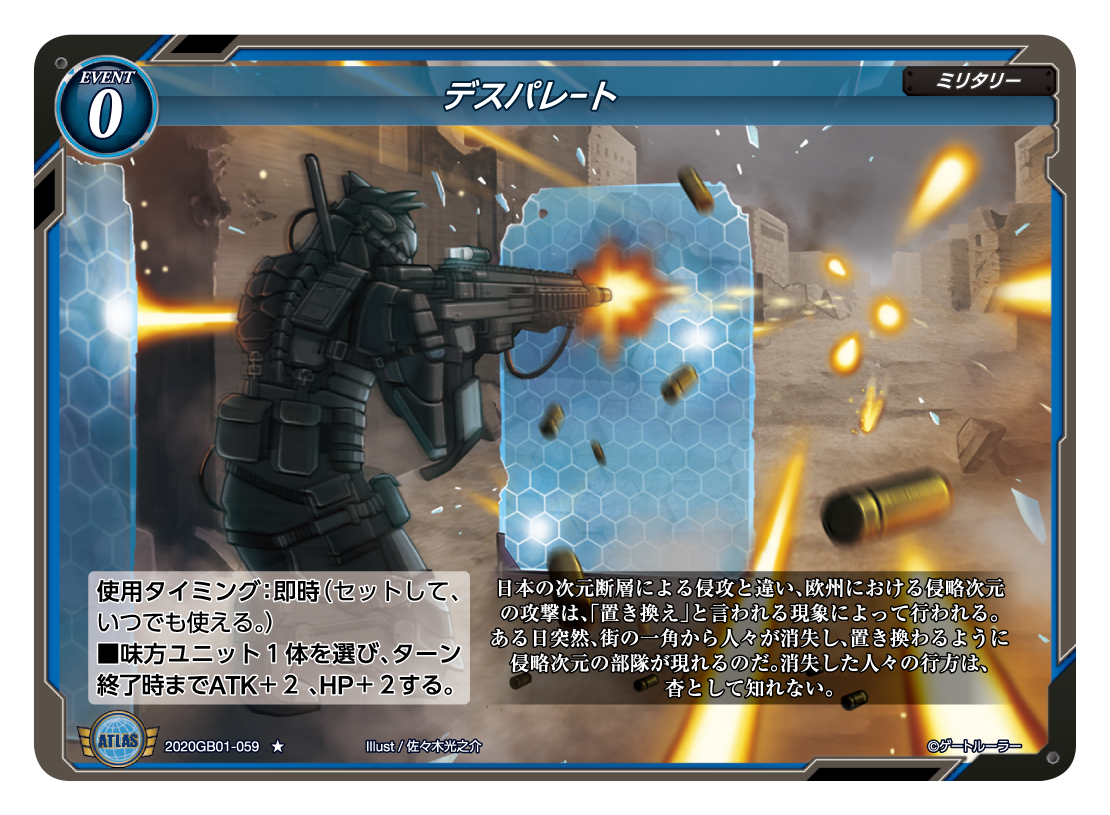 EVENT
0
デスパレート
ミリタリー
使用タイミング:即時(セットして、
いつでも使える。)
■味方ユニット１体を選び、ターン
終了時までATK＋２、HP＋２する。
日本の次元断層による侵攻と違い、欧州における侵略次元
の攻撃は、「置き換え」と言われる現象によって行われる。
ある日突然、街の一角から人々が消失し、置き換わるように
侵略次元の部隊が現れるのだ。消失した人々の行方は、
杳として知れない。
ATLAS
2020GB01-059 ★
Illust / 佐々木光之介
©ゲートルーラー